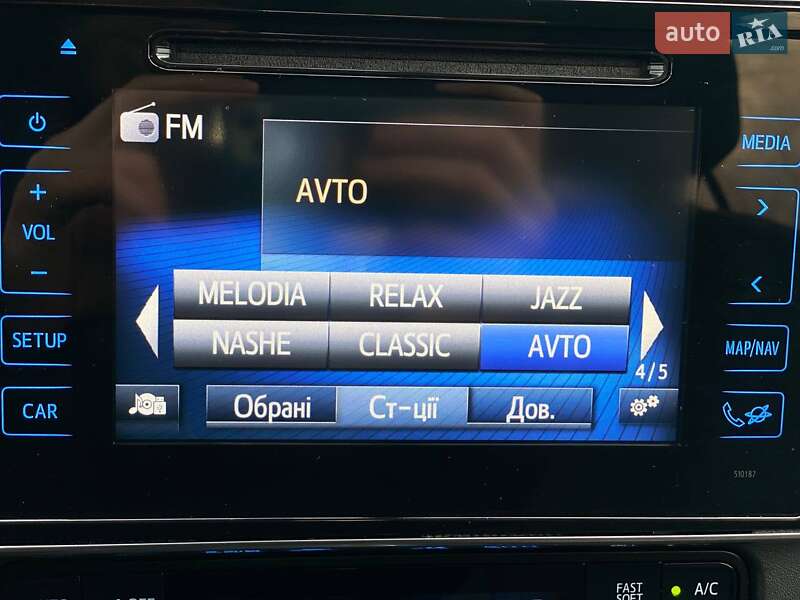 auto RIA.com
FM
MEDIA
AVTO
VOL
MELODIA RELAX JAZZ
NASHE CLASSIC AVTO
SETUP
MAP/NAV
4/5
CAR
Обрані Ст-ції Дов.
510187
FAST
SOFT
A/C